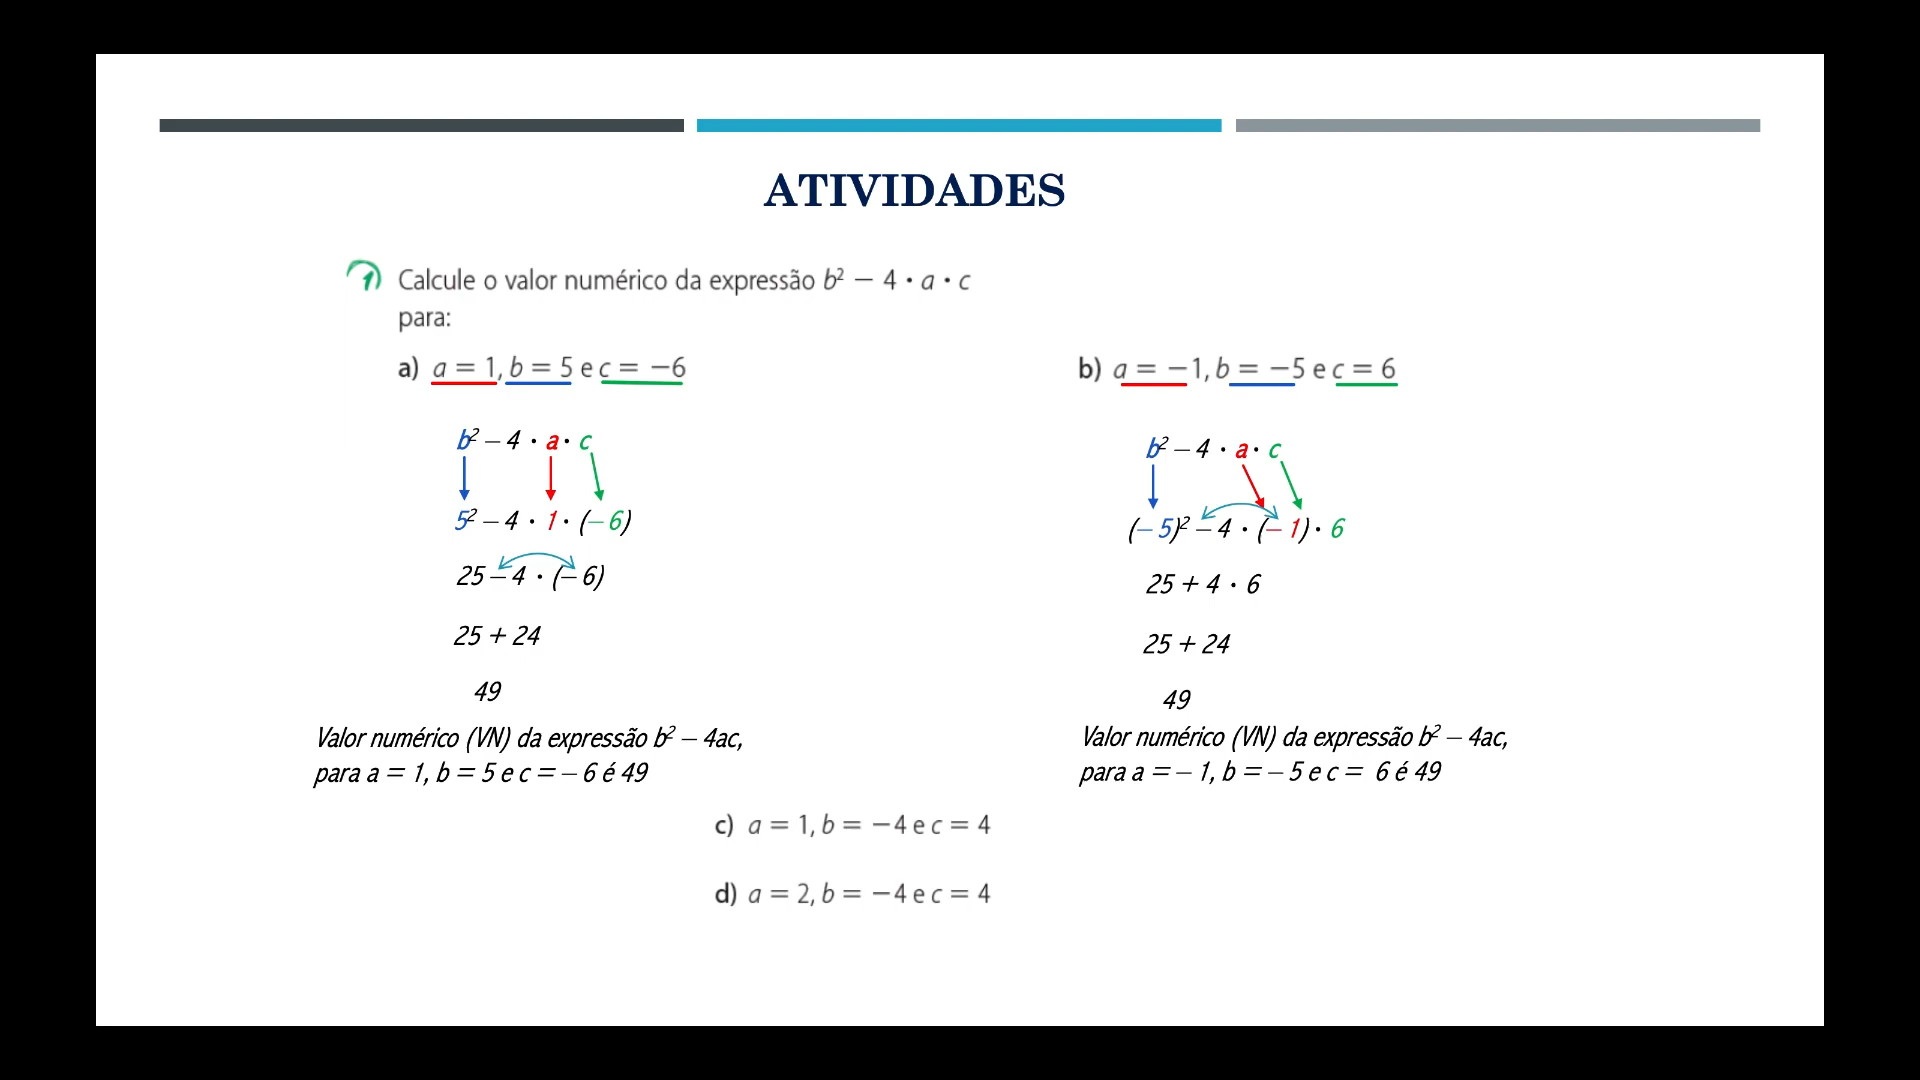 ATIVIDADES
1 Calcule o valor numérico da expressão b² − 4 · a · c
para:
a) a = 1, b = 5 e c = −6
b² − 4 · a · c
5² − 4 · 1 · (− 6)
25 − 4 · (− 6)
25 + 24
49
Valor numérico (VN) da expressão b² − 4ac,
para a = 1, b = 5 e c = − 6 é 49
b) a = −1, b = −5 e c = 6
b² − 4 · a · c
(− 5)² − 4 · (− 1) · 6
25 + 4 · 6
25 + 24
49
Valor numérico (VN) da expressão b² − 4ac,
para a = − 1, b = − 5 e c = 6 é 49
c) a = 1, b = −4 e c = 4
d) a = 2, b = −4 e c = 4